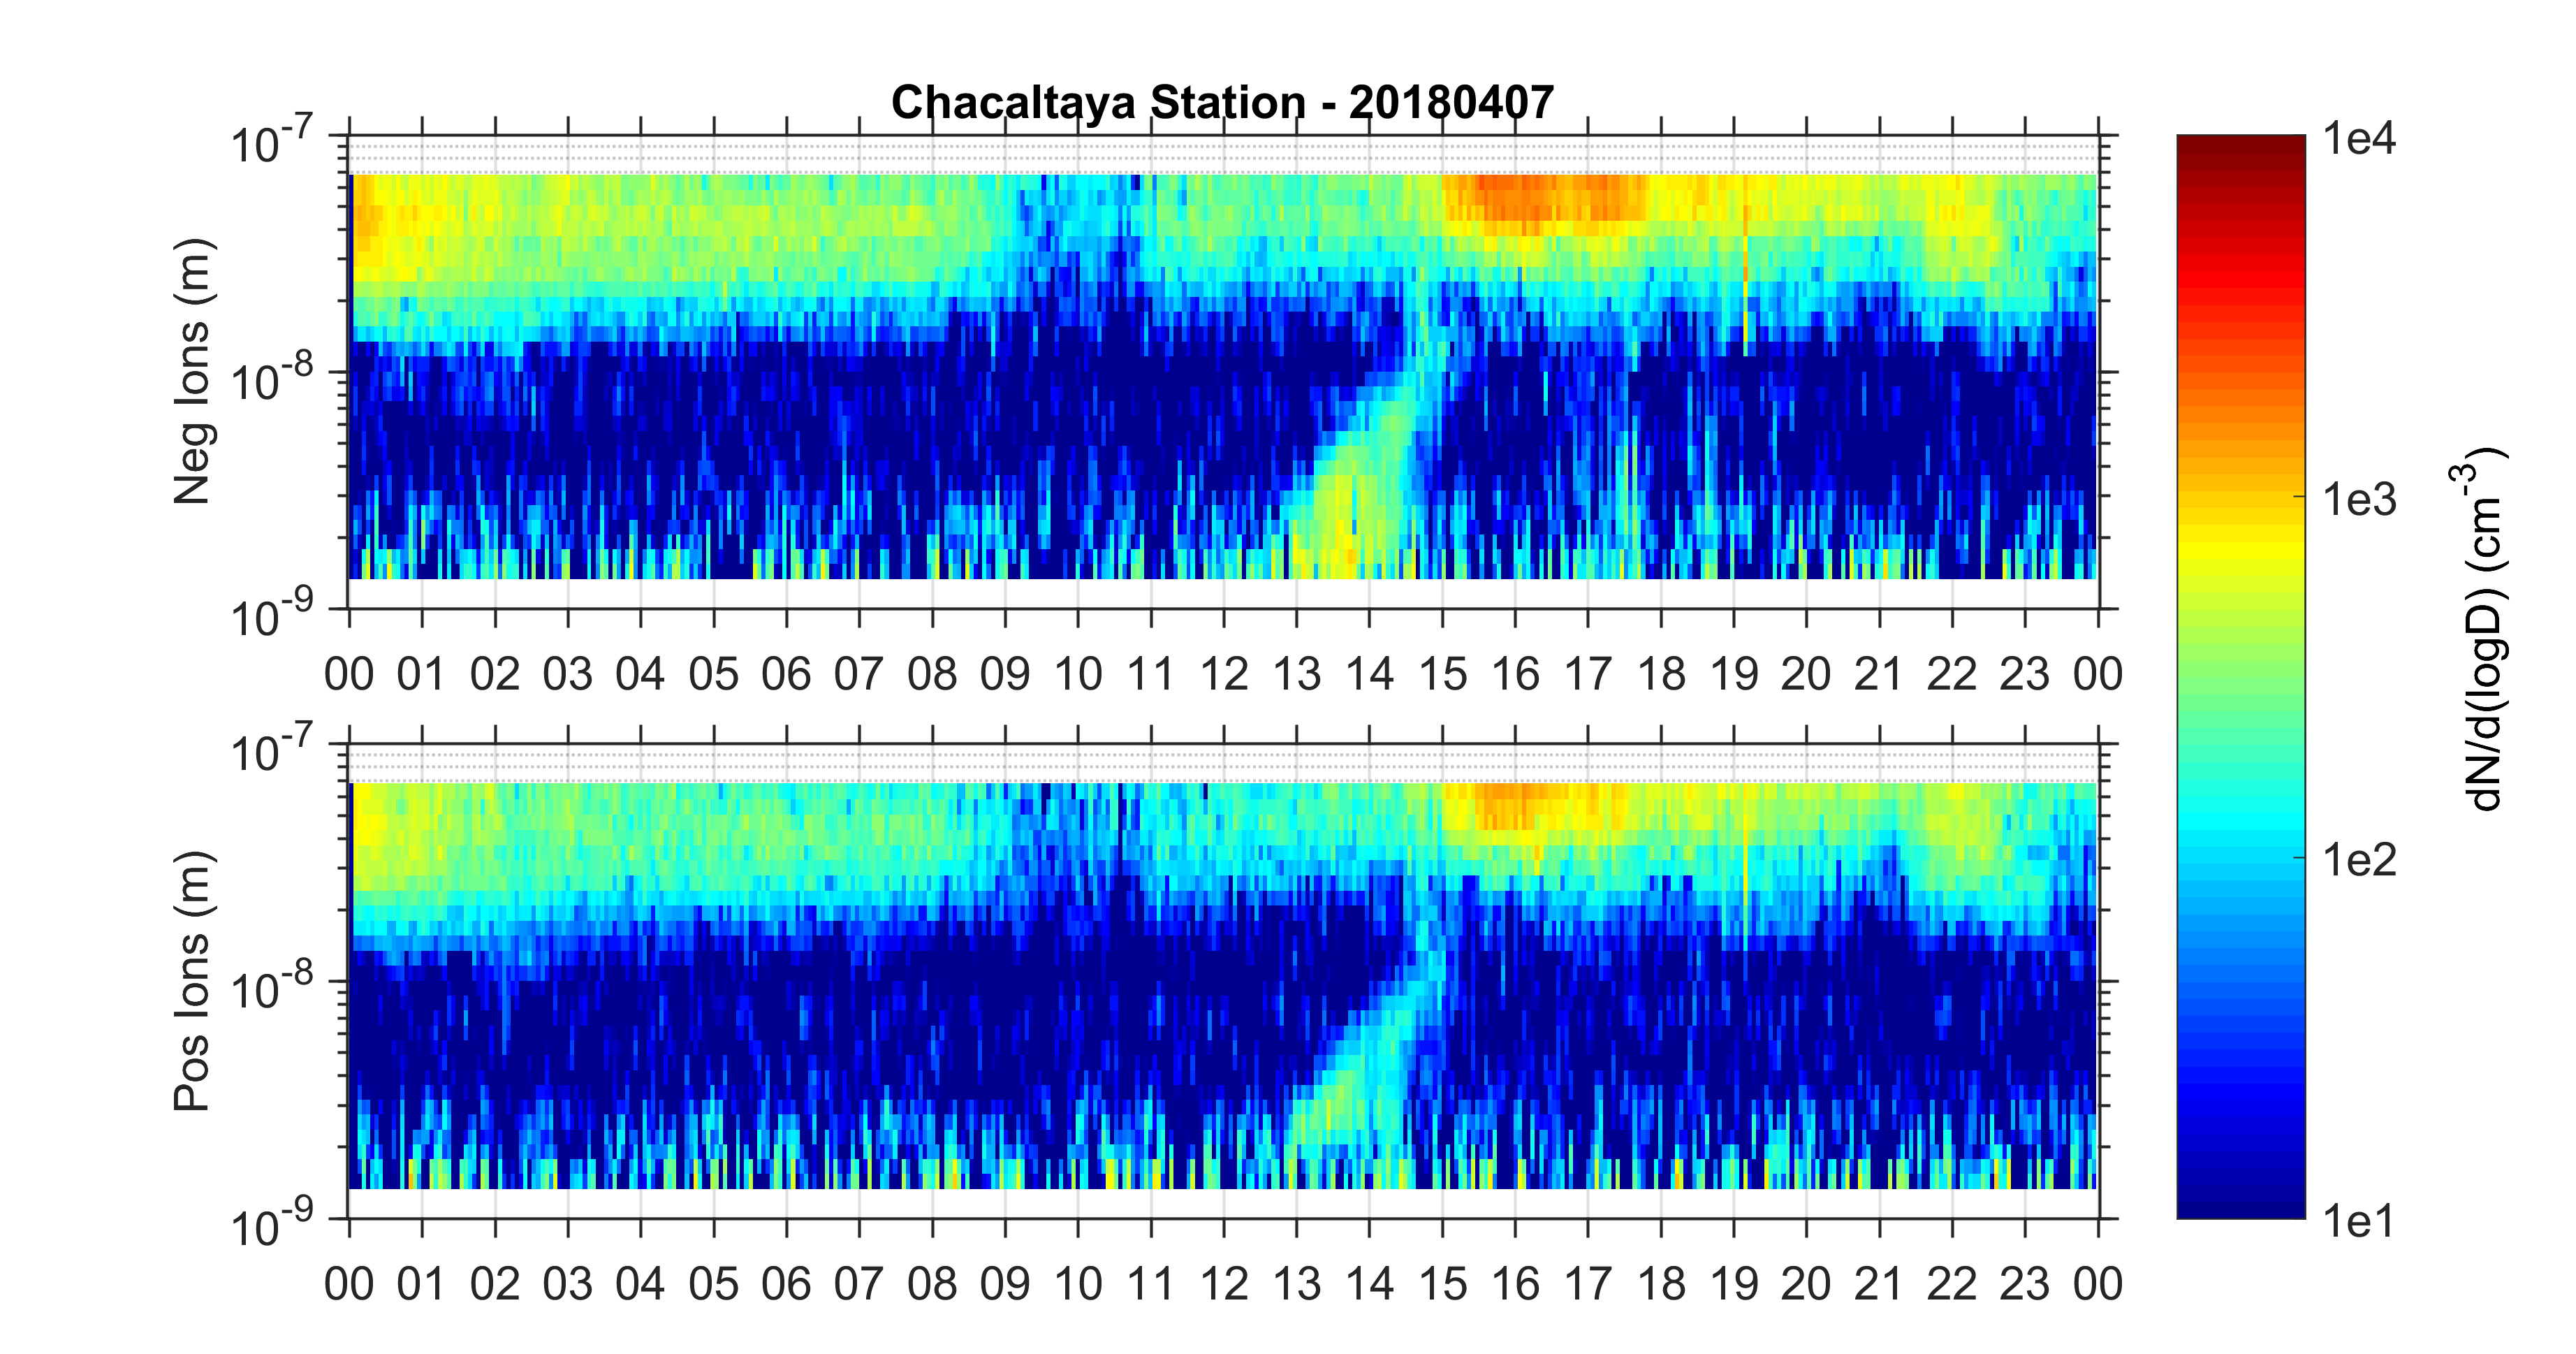 Chacaltaya Station - 20180407
Neg Ions (m)
10-7
10-8
10-9
00 01 02 03 04 05 06 07 08 09 10 11 12 13 14 15 16 17 18 19 20 21 22 23 00
Pos Ions (m)
10-7
10-8
10-9
00 01 02 03 04 05 06 07 08 09 10 11 12 13 14 15 16 17 18 19 20 21 22 23 00
1e4
1e3
1e2
1e1
dN/d(logD) (cm-3)